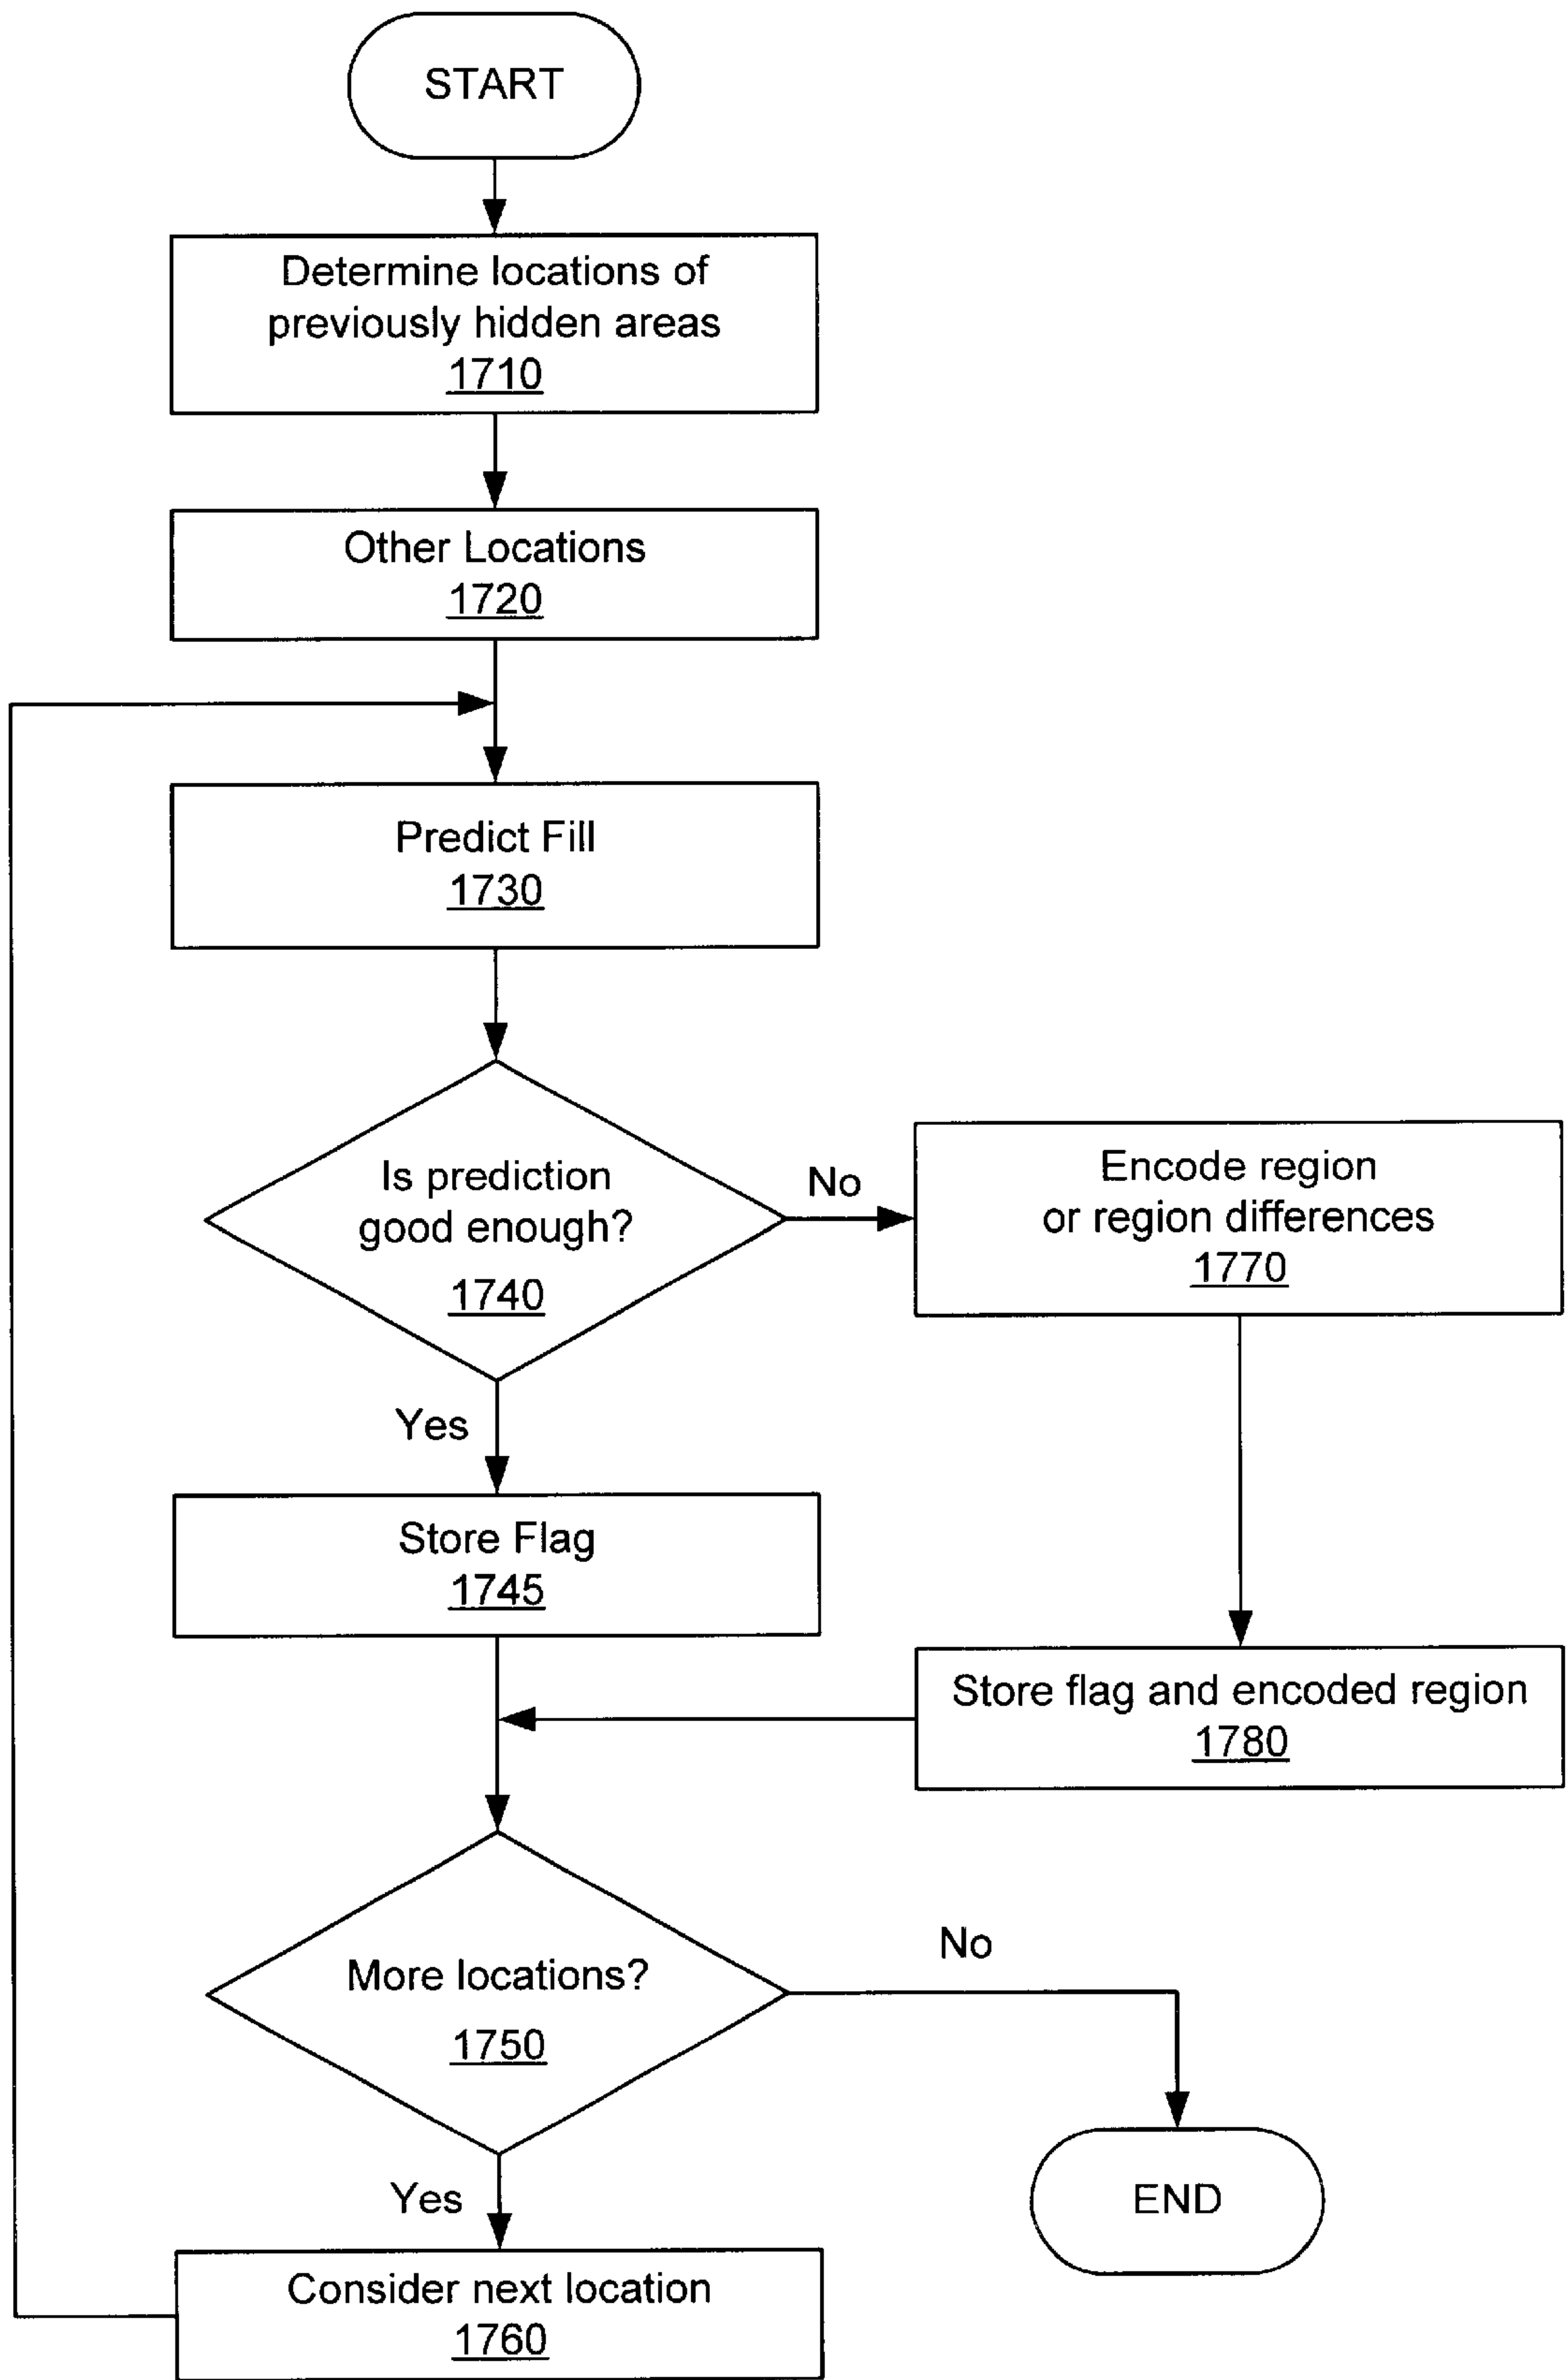 START
Determine locations of
previously hidden areas
1710
Other Locations
1720
Predict Fill
1730
Is prediction
good enough?
1740
No
Encode region
or region differences
1770
Yes
Store Flag
1745
Store flag and encoded region
1780
More locations?
1750
No
Yes
END
Consider next location
1760